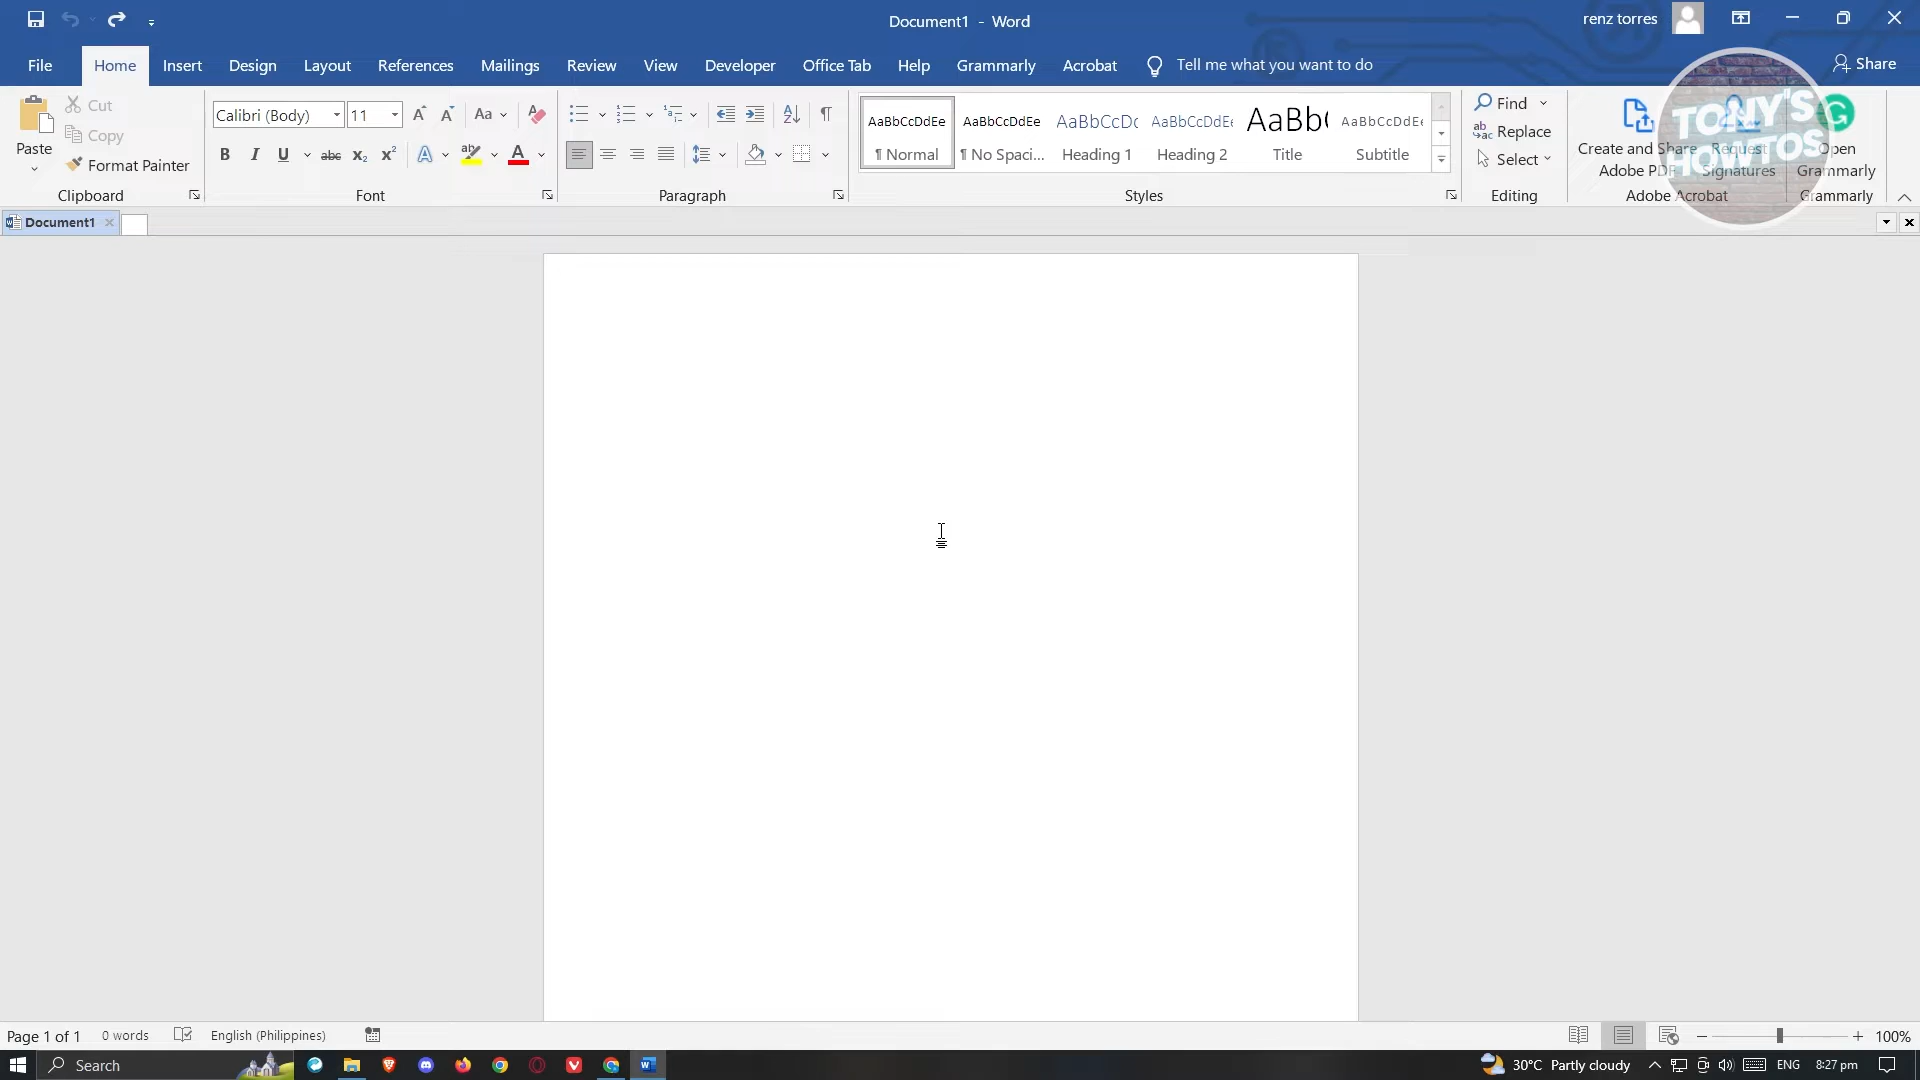 Document1 - Word
renz torres
File Home Insert Design Layout References Mailings Review View Developer Office Tab Help Grammarly Acrobat Tell me what you want to do Share
Paste
Cut
Copy
Format Painter
Clipboard
Calibri (Body) 11
Font
Paragraph
AaBbCcDdEe AaBbCcDdEe AaBbCcDc AaBbCcDdEe AaBb( AaBbCcDdEe
¶ Normal ¶ No Spaci... Heading 1 Heading 2 Title Subtitle
Styles
Find
Replace
Select
Editing
Create and Share
Adobe PDF
Request
Signatures
Adobe Acrobat
Open
Grammarly
Grammarly
TONY'S
HOWTOS
Document1
Page 1 of 1 0 words English (Philippines) 100%
Search 30°C Partly cloudy ENG 8:27 pm